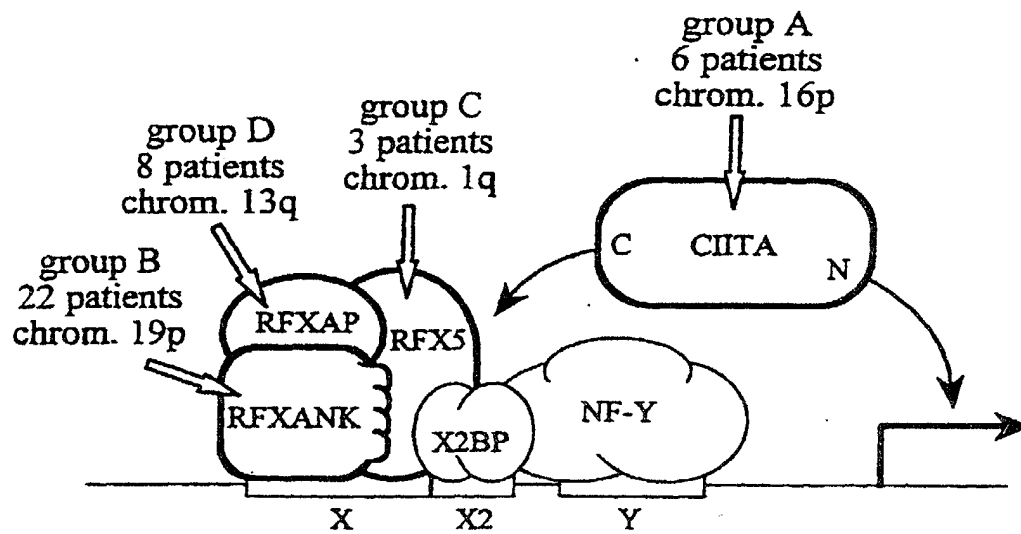 group A
6 patients
chrom. 16p
group C
3 patients
chrom. 1q
group D
8 patients
chrom. 13q
group B
22 patients
chrom. 19p
C
CIITA
N
RFXAP
RFX5
RFXANK
X2BP
NF-Y
X
X2
Y